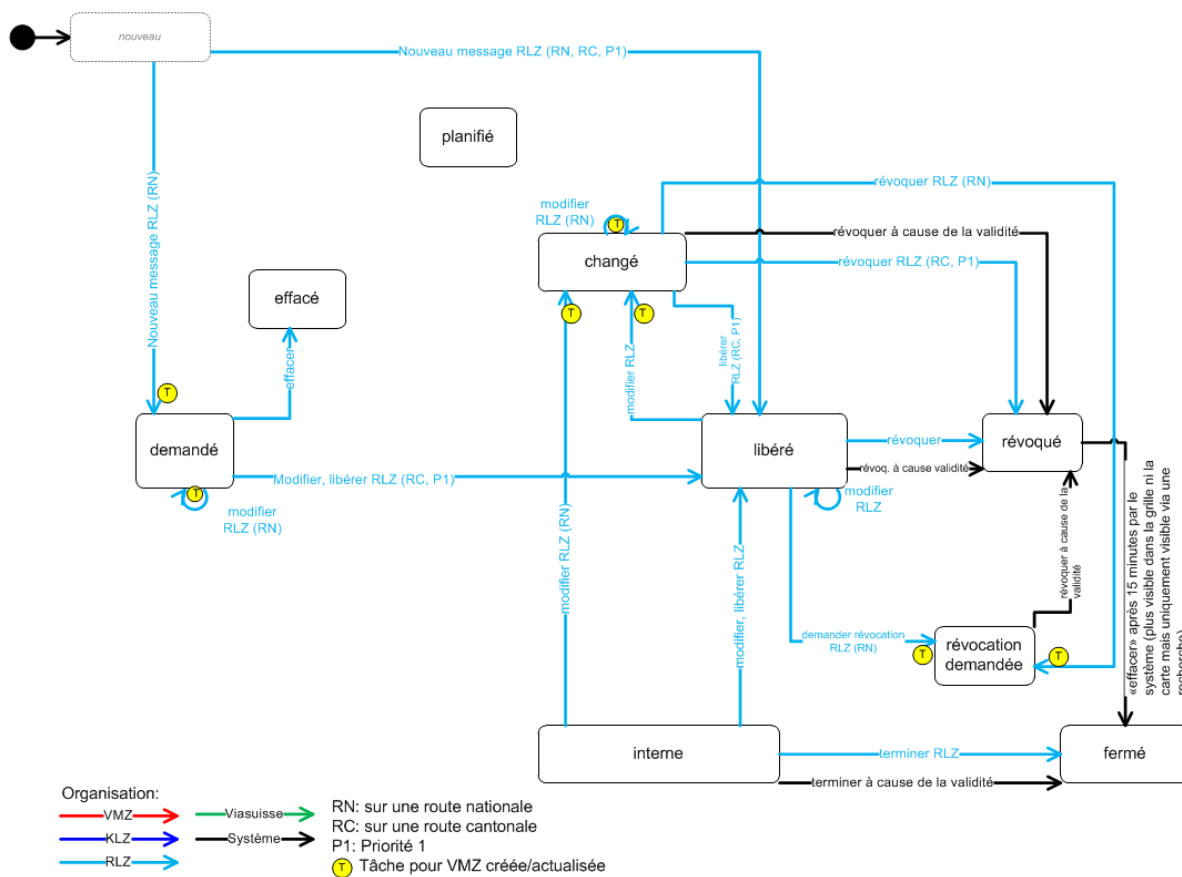 nouveau
Nouveau message RLZ (RN, RC, P1)
planifié
révoquer RLZ (RN)
modifier
RLZ (RN)
T
révoquer à cause de la validité
changé
révoquer RLZ (RC, P1)
effacé
T
T
Nouveau message RLZ (RN)
libérer
RLZ (RC, P1)
modifier RLZ
effacer
T
demandé
libéré
révoquer
révoqué
révoq. à cause validité
Modifier, libérer RLZ (RC, P1)
T
modifier
RLZ (RN)
modifier
RLZ
modifier RLZ (RN)
modifier, libérer RLZ
révoquer à cause de la
validité
«effacer» après 15 minutes par le
système (plus visible dans la grille ni la
carte mais uniquement visible via une
recherche)
demander révocation
RLZ (RN)
T
révocation
demandée
T
interne
terminer RLZ
fermé
terminer à cause de la validité
Organisation:
VMZ
Viasuisse
KLZ
Système
RLZ
RN: sur une route nationale
RC: sur une route cantonale
P1: Priorité 1
T Tâche pour VMZ créée/actualisée